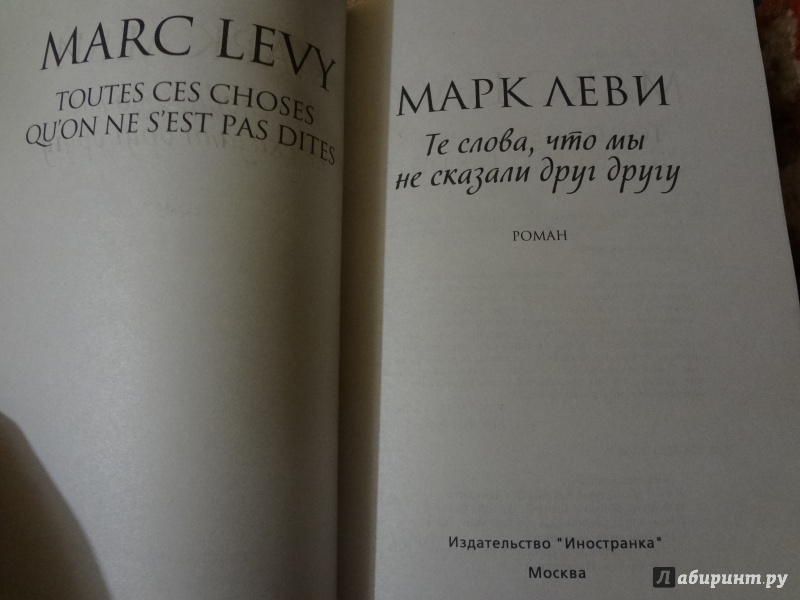 MARC LEVY
TOUTES CES CHOSES
QU'ON NE S'EST PAS DITES
МАРК ЛЕВИ
Те слова, что мы
не сказали друг другу
РОМАН
Издательство "Иностранка"
Москва
Лабиринт.ру